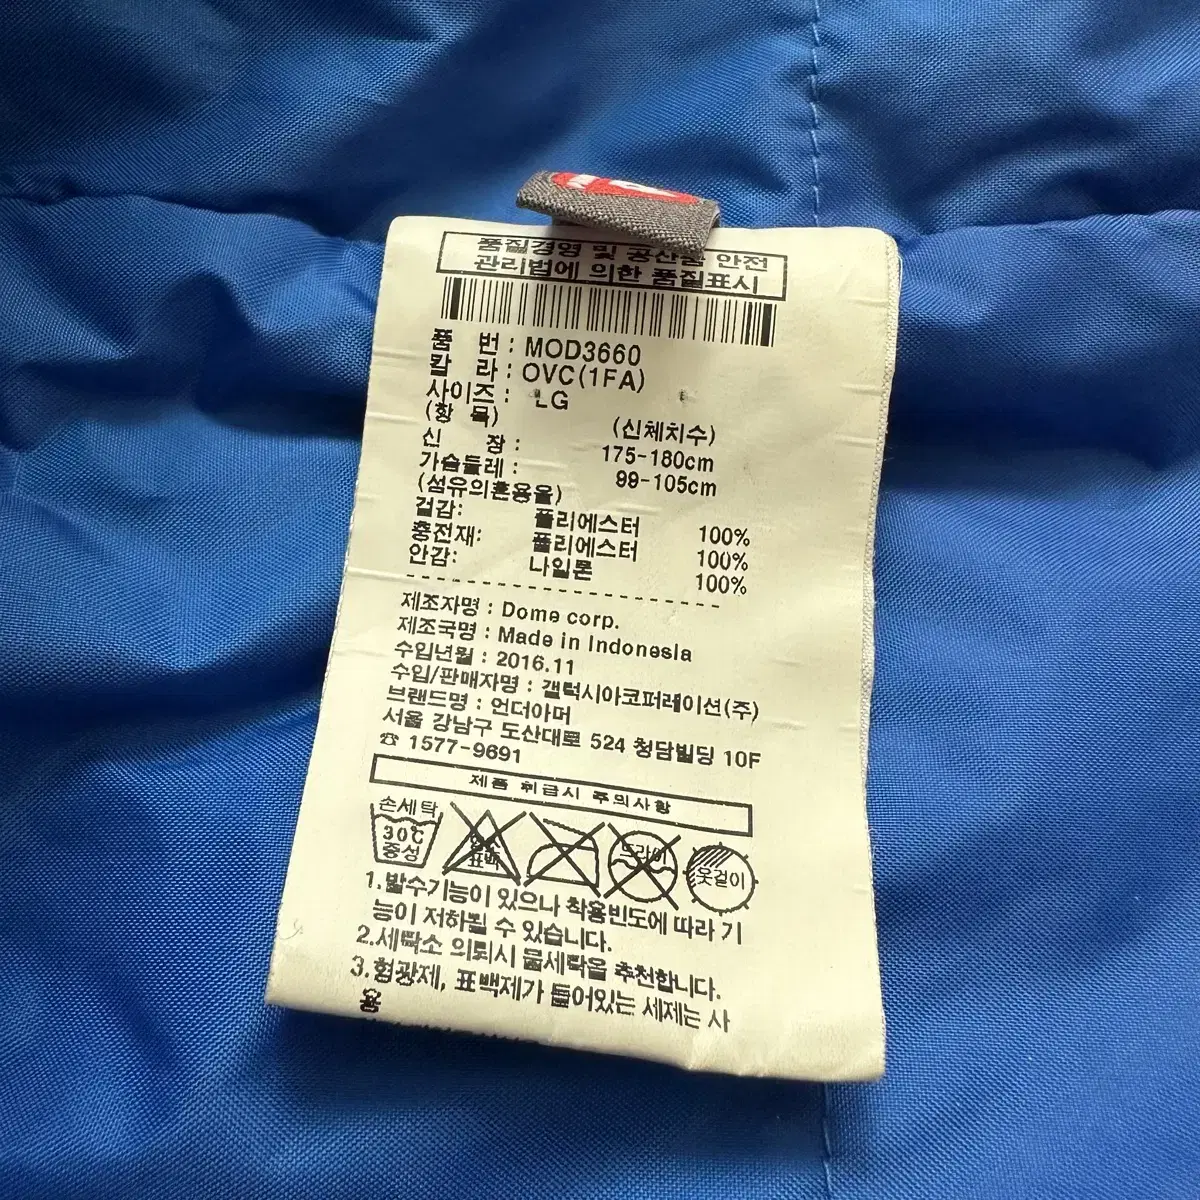 품질경영 및 공산품 안전
관리법에 의한 품질표시
품 번 : MOD3660
칼 라 : OVC(1FA)
사이즈 : LG
(항 목) (신체치수)
신 장 : 175-180cm
가슴둘레 : 99-105cm
(섬유의혼용율)
겉감: 폴리에스터 100%
충전재: 폴리에스터 100%
안감: 나일론 100%
제조자명 : Dome corp.
제조국명 : Made in Indonesia
수입년월 : 2016.11
수입/판매자명 : 갤럭시아코퍼레이션(주)
브랜드명 : 언더아머
서울 강남구 도산대로 524 청담빌딩 10F
☎ 1577-9691
제품 취급시 주의사항
손세탁
30℃
중성
표백
드라이
옷걸이
1.발수기능이 있으나 착용빈도에 따라 기
능이 저하될 수 있습니다.
2.세탁소 의뢰시 물세탁을 추천합니다.
3.형광제, 표백제가 들어있는 세제는 사
용